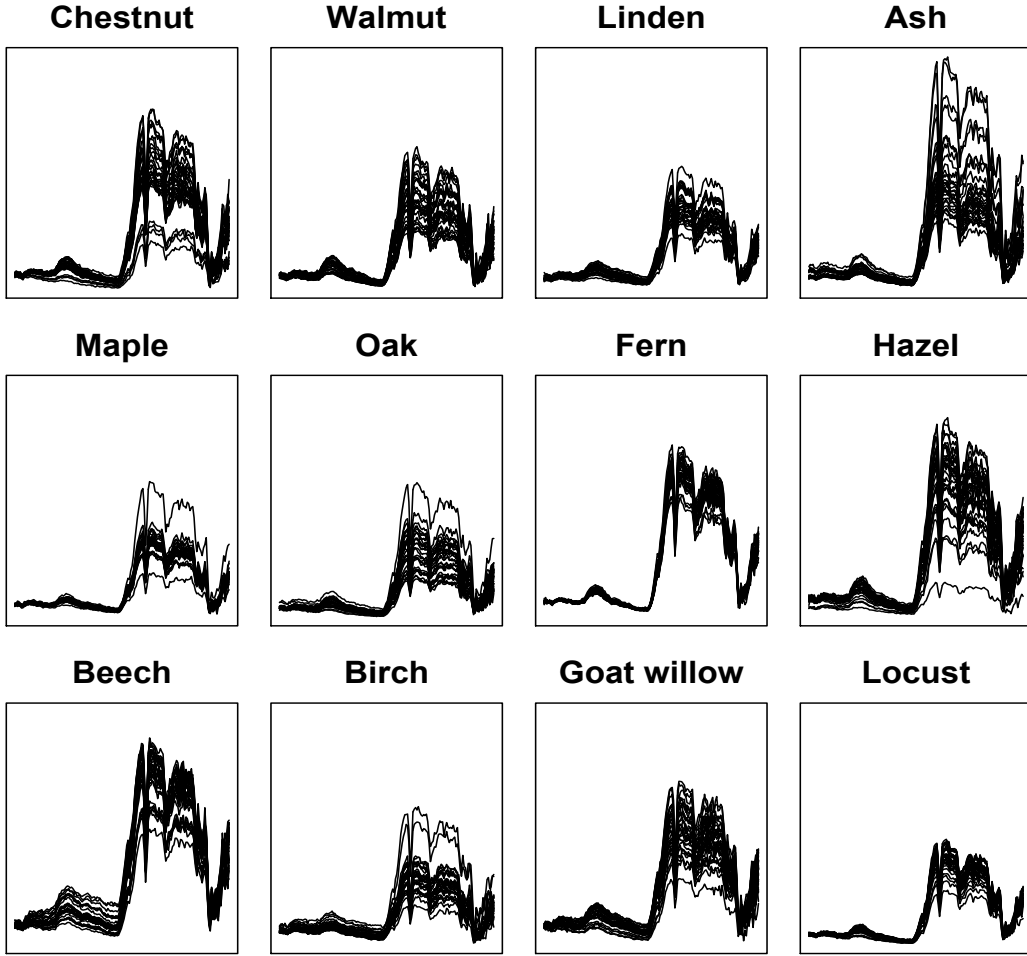 Chestnut Walmut Linden Ash
Maple Oak Fern Hazel
Beech Birch Goat willow Locust